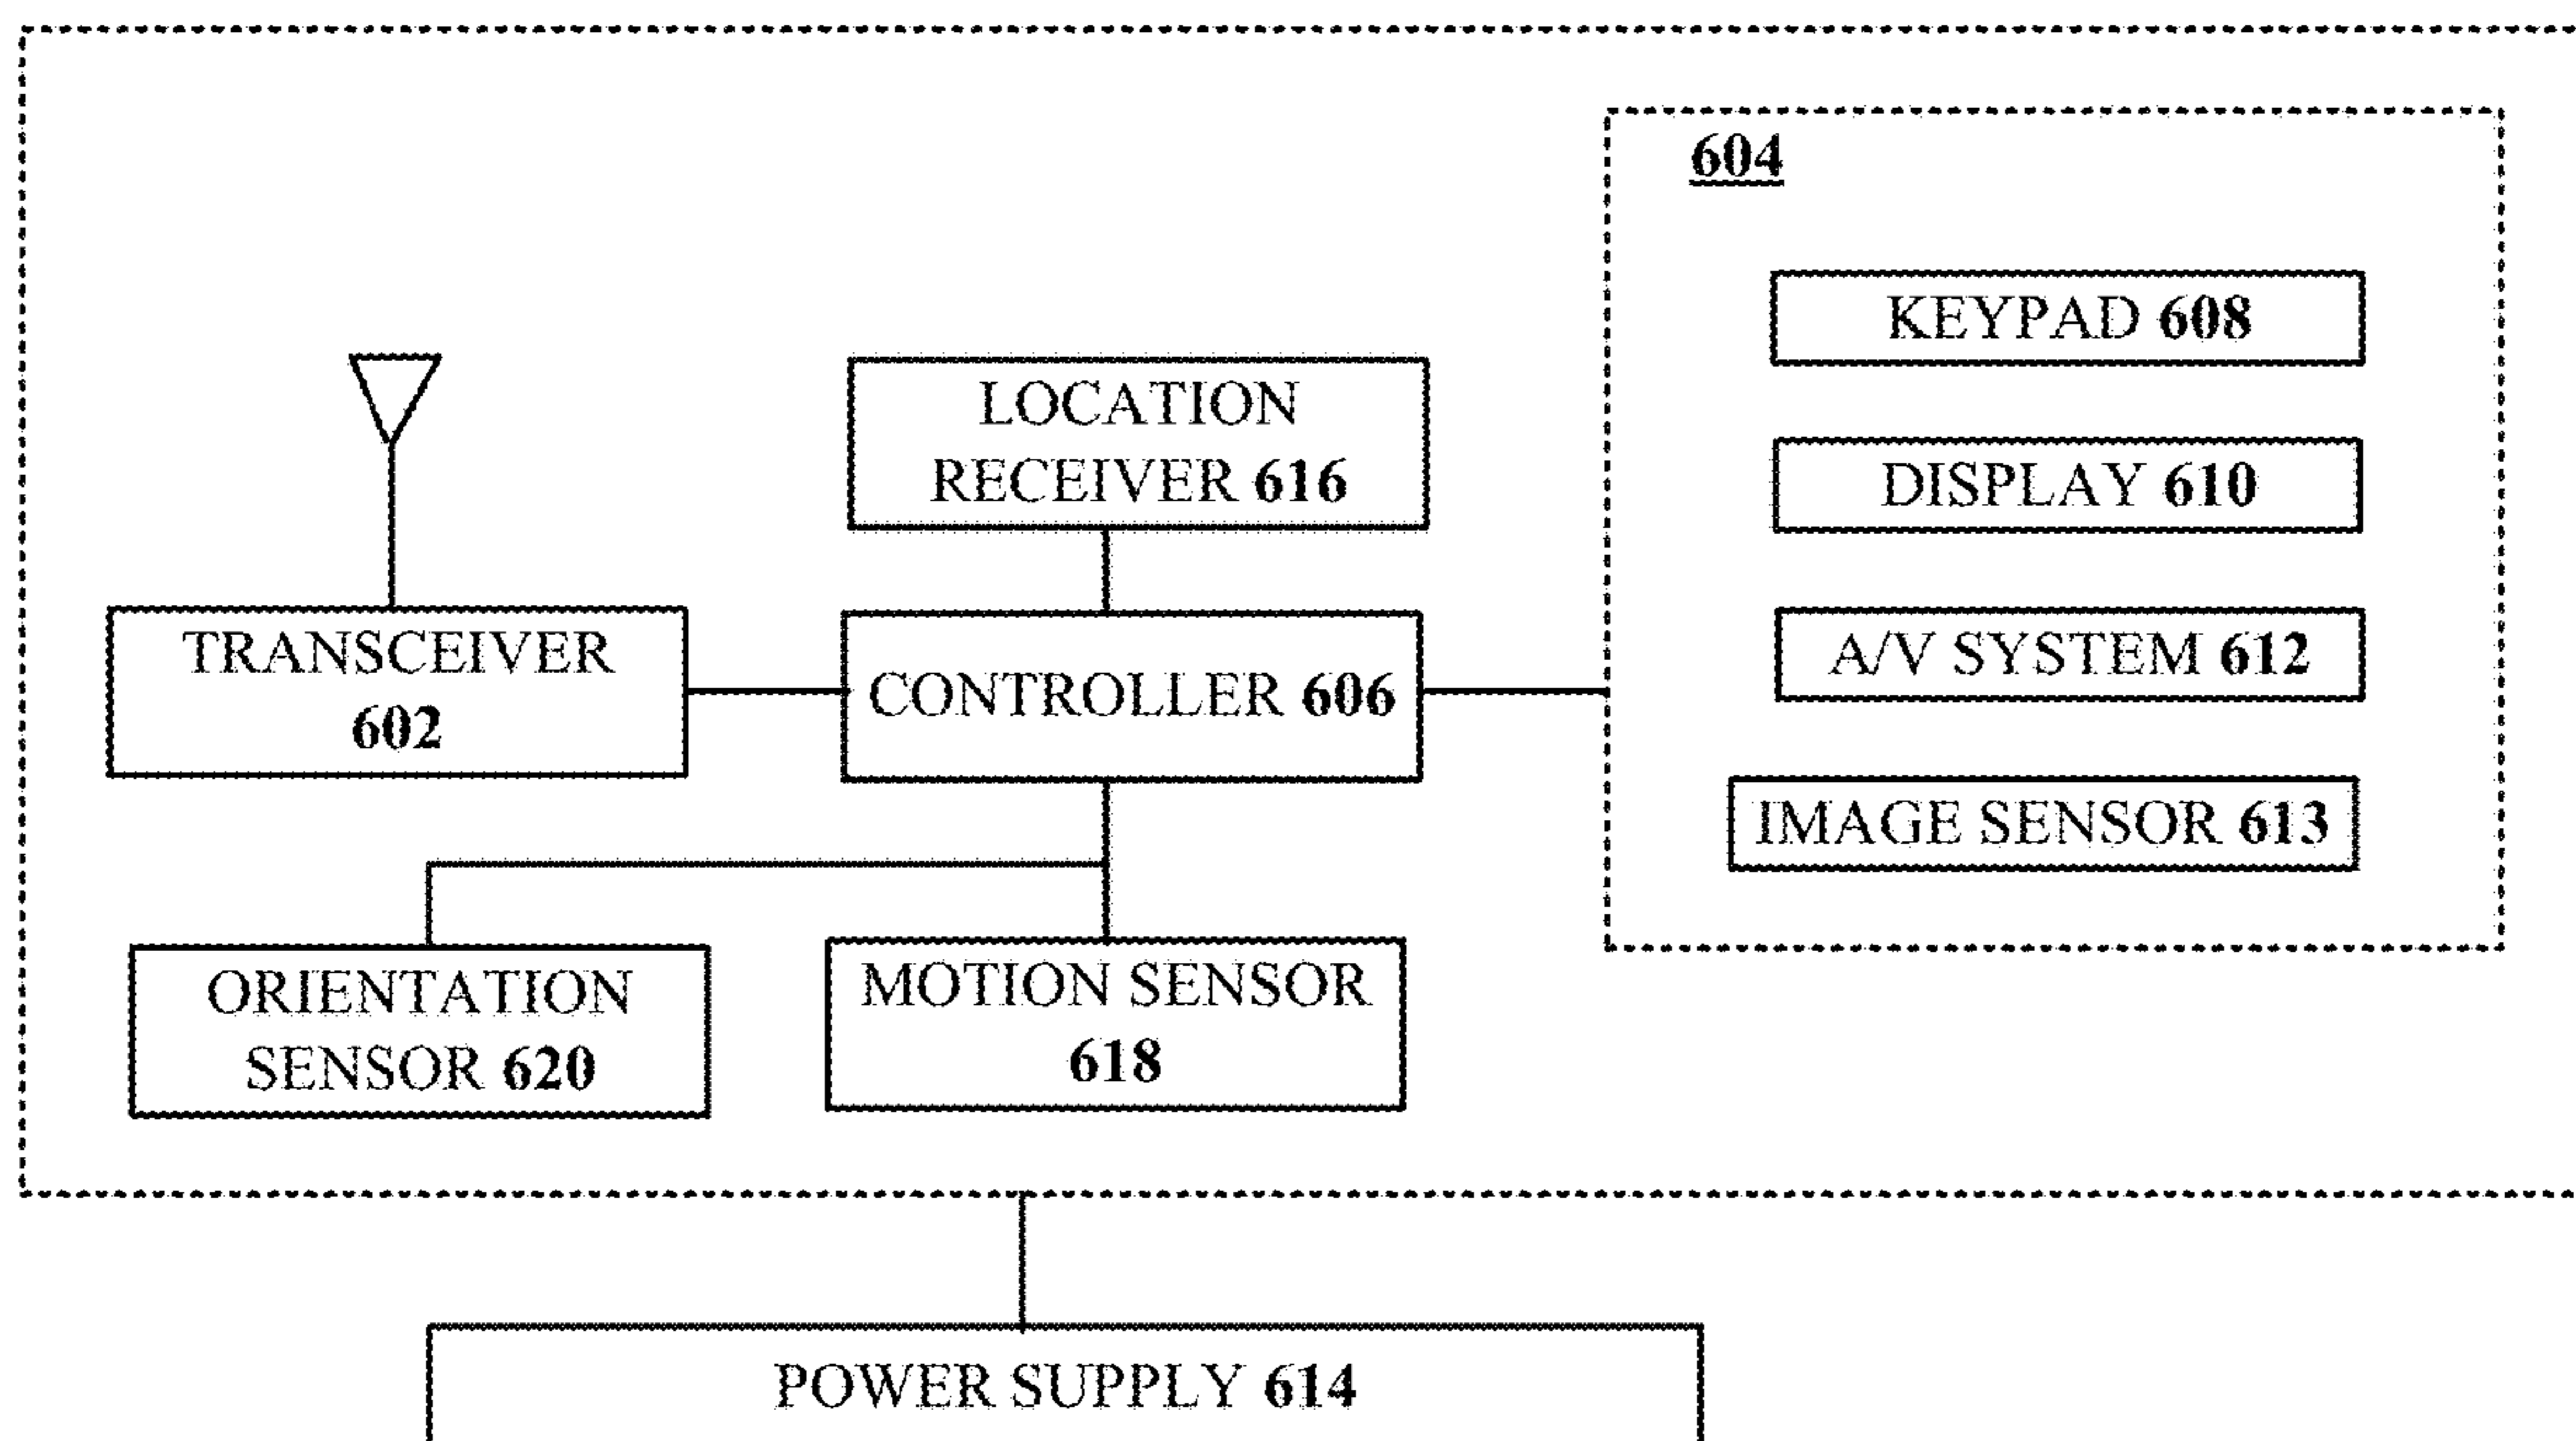 604
KEYPAD 608
LOCATION
RECEIVER 616
DISPLAY 610
TRANSCEIVER
602
CONTROLLER 606
A/V SYSTEM 612
IMAGE SENSOR 613
ORIENTATION
SENSOR 620
MOTION SENSOR
618
POWER SUPPLY 614